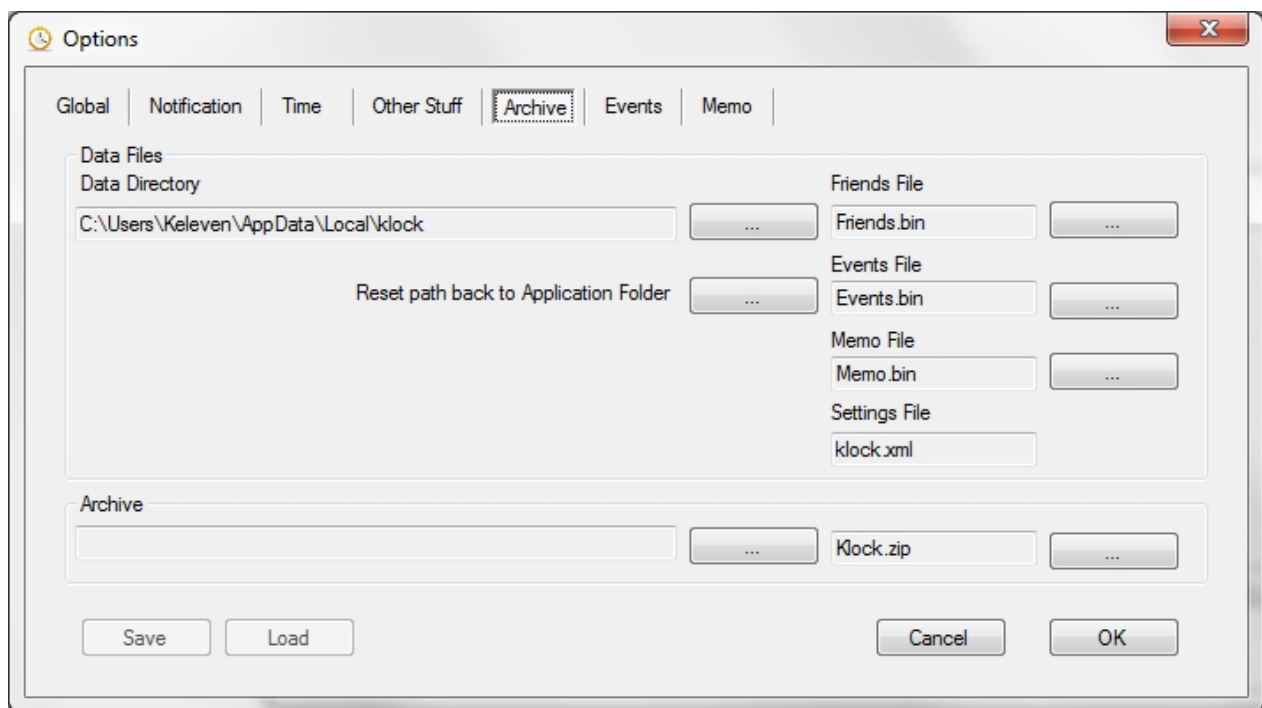 Options
X
Global Notification Time Other Stuff Archive Events Memo
Data Files
Data Directory
C:\Users\Keleven\AppData\Local\klock
...
Reset path back to Application Folder
...
Friends File
Friends.bin
...
Events File
Events.bin
...
Memo File
Memo.bin
...
Settings File
klock.xml
Archive
...
Klock.zip
...
Save Load Cancel OK